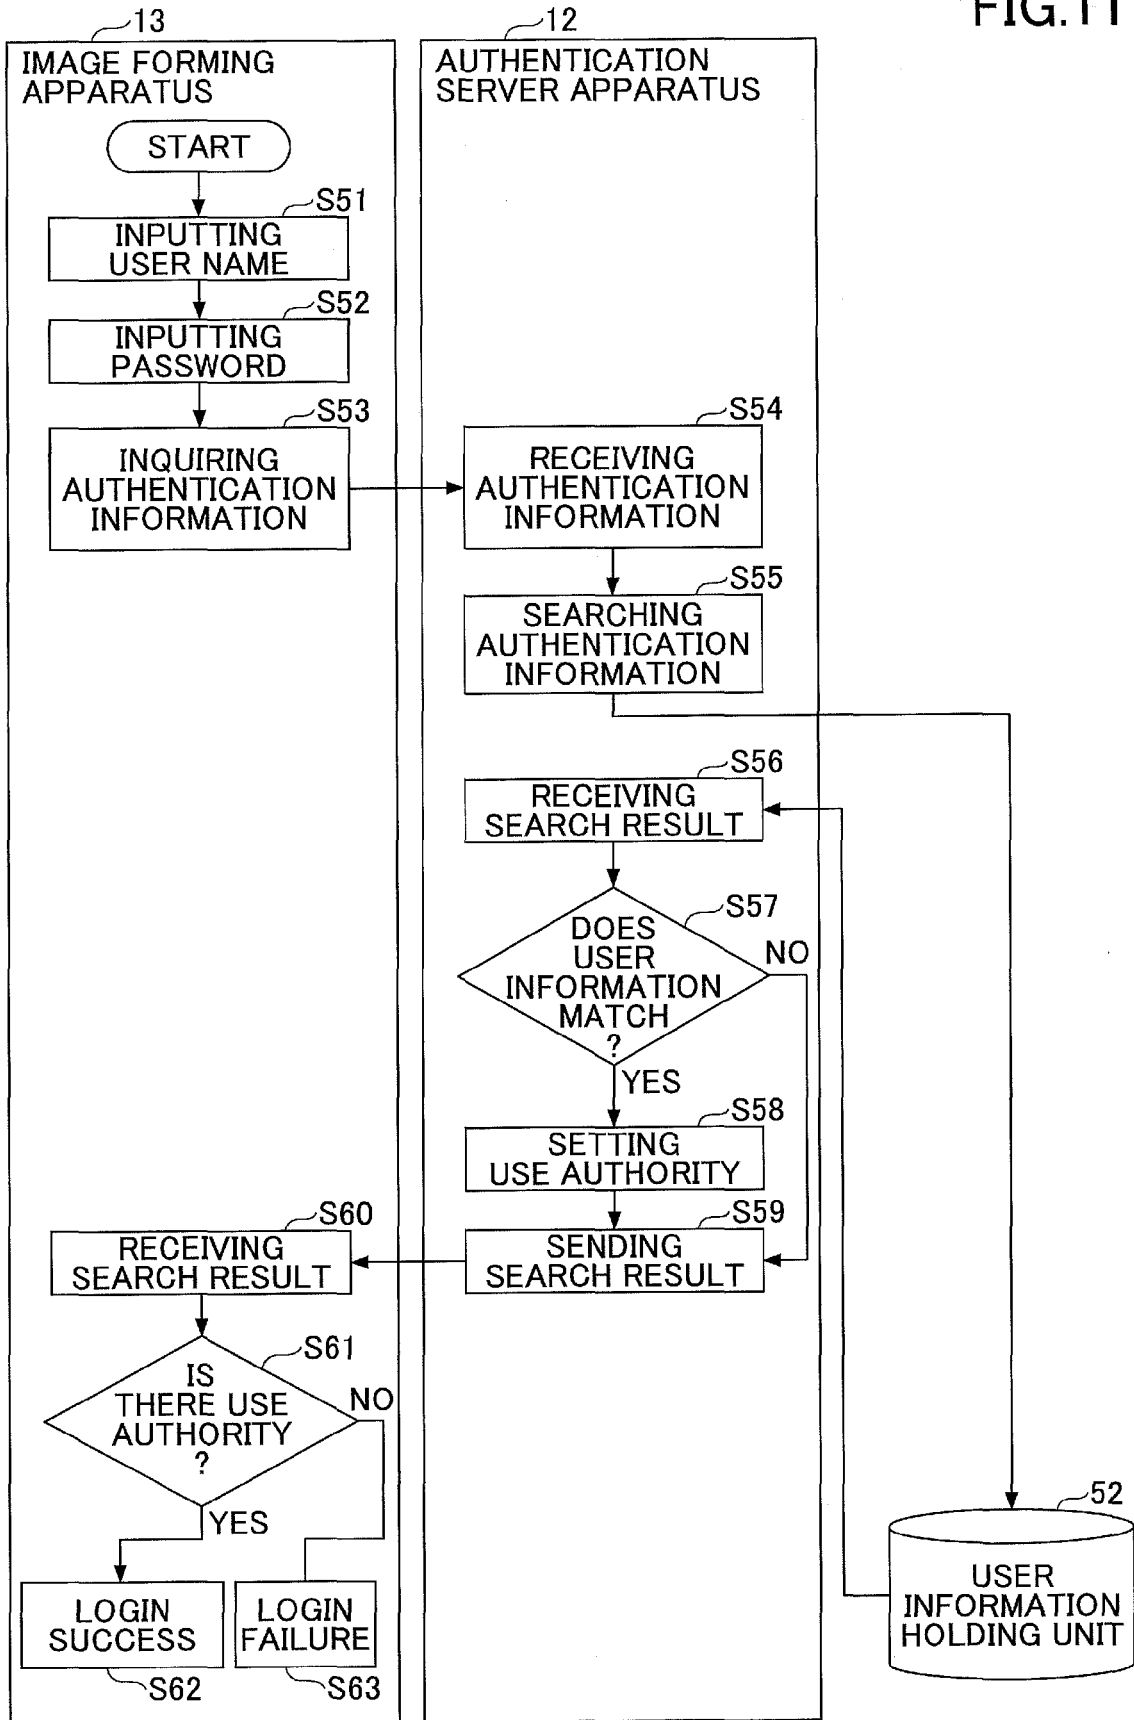 FIG.11
13
IMAGE FORMING
APPARATUS
START
S51
INPUTTING
USER NAME
S52
INPUTTING
PASSWORD
S53
INQUIRING
AUTHENTICATION
INFORMATION
12
AUTHENTICATION
SERVER APPARATUS
S54
RECEIVING
AUTHENTICATION
INFORMATION
S55
SEARCHING
AUTHENTICATION
INFORMATION
S56
RECEIVING
SEARCH RESULT
S57
DOES
USER
INFORMATION
MATCH
?
NO
YES
S58
SETTING
USE AUTHORITY
S59
SENDING
SEARCH RESULT
S60
RECEIVING
SEARCH RESULT
S61
IS
THERE USE
AUTHORITY
?
NO
YES
LOGIN
SUCCESS
S62
LOGIN
FAILURE
S63
52
USER
INFORMATION
HOLDING UNIT